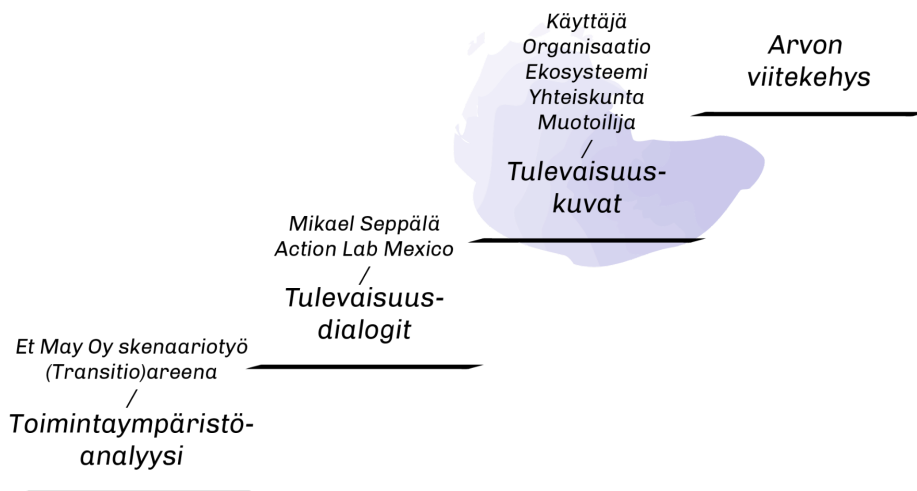 Käyttäjä
Organisaatio
Ekosysteemi
Yhteiskunta
Muotoilija
/
Tulevaisuus-
kuvat
Arvon
viitekehys
Mikael Seppälä
Action Lab Mexico
/
Tulevaisuus-
dialogit
Et May Oy skenaariotyö
(Transitio)areena
/
Toimintaympäristö-
analyysi